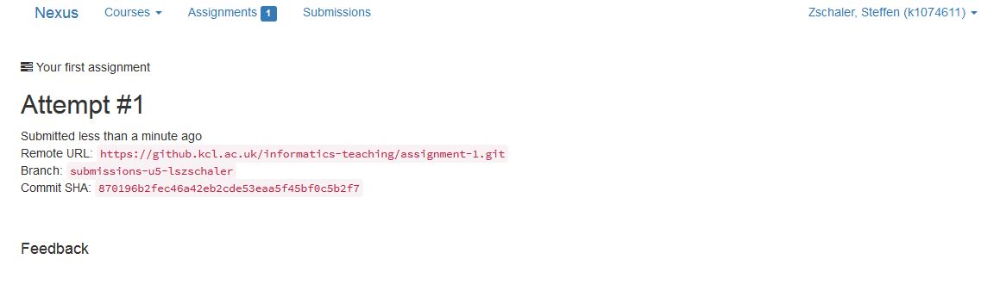 Nexus Courses Assignments 1 Submissions Zschaler, Steffen (k1074611)
Your first assignment
Attempt #1
Submitted less than a minute ago
Remote URL: https://github.kcl.ac.uk/informatics-teaching/assignment-1.git
Branch: submissions-u5-lszschaler
Commit SHA: 870196b2fec46a42eb2cde53eaa5f45bf0c5b2f7
Feedback